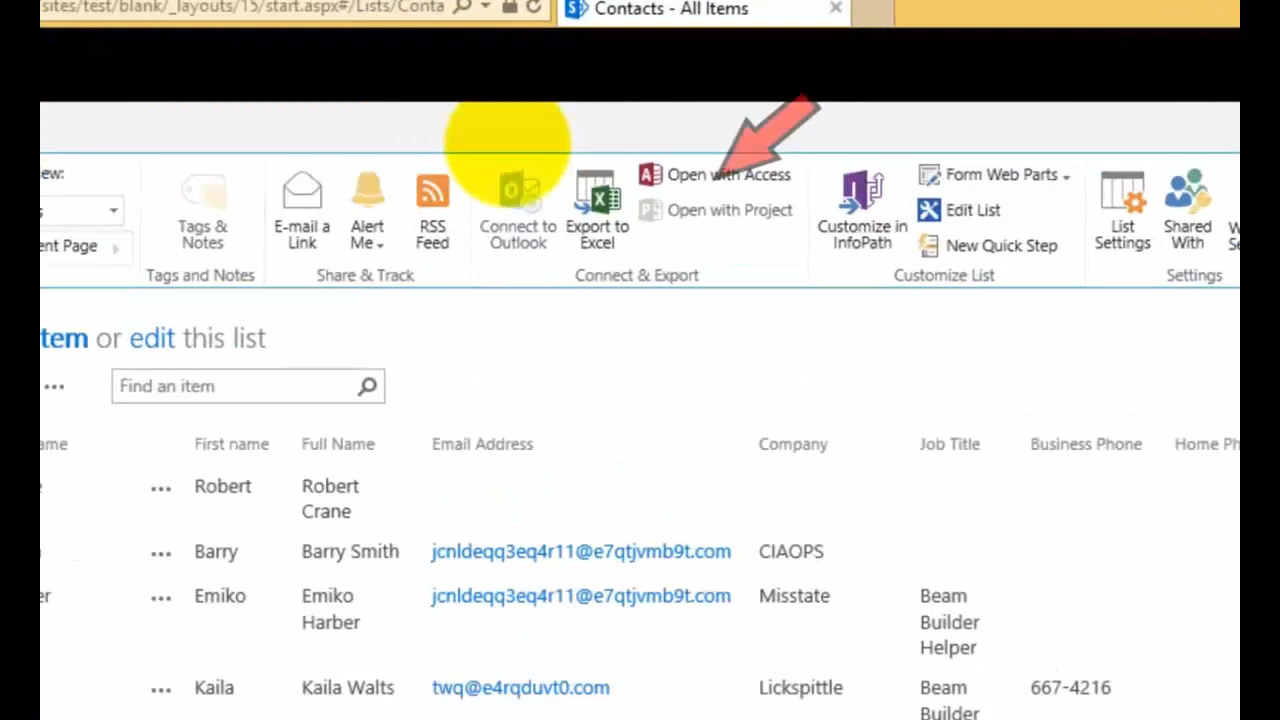 sites/test/blank/_layouts/15/start.aspx#/Lists/Conta
Contacts - All Items
ew:
s
ent Page
Tags &
Notes
Tags and Notes
E-mail a
Link
Alert
Me
RSS
Feed
Share & Track
Connect to
Outlook
Export to
Excel
Open with Access
Open with Project
Connect & Export
Customize in
InfoPath
Form Web Parts
Edit List
New Quick Step
Customize List
List
Settings
Shared
With
W
Se
Settings
tem or edit this list
... Find an item
ame First name Full Name Email Address Company Job Title Business Phone Home Ph
e ... Robert Robert
Crane
... Barry Barry Smith jcnldeqq3eq4r11@e7qtjvmb9t.com CIAOPS
er ... Emiko Emiko jcnldeqq3eq4r11@e7qtjvmb9t.com Misstate Beam
Harber Builder
Helper
... Kaila Kaila Walts twq@e4rqduvt0.com Lickspittle Beam 667-4216
Builder